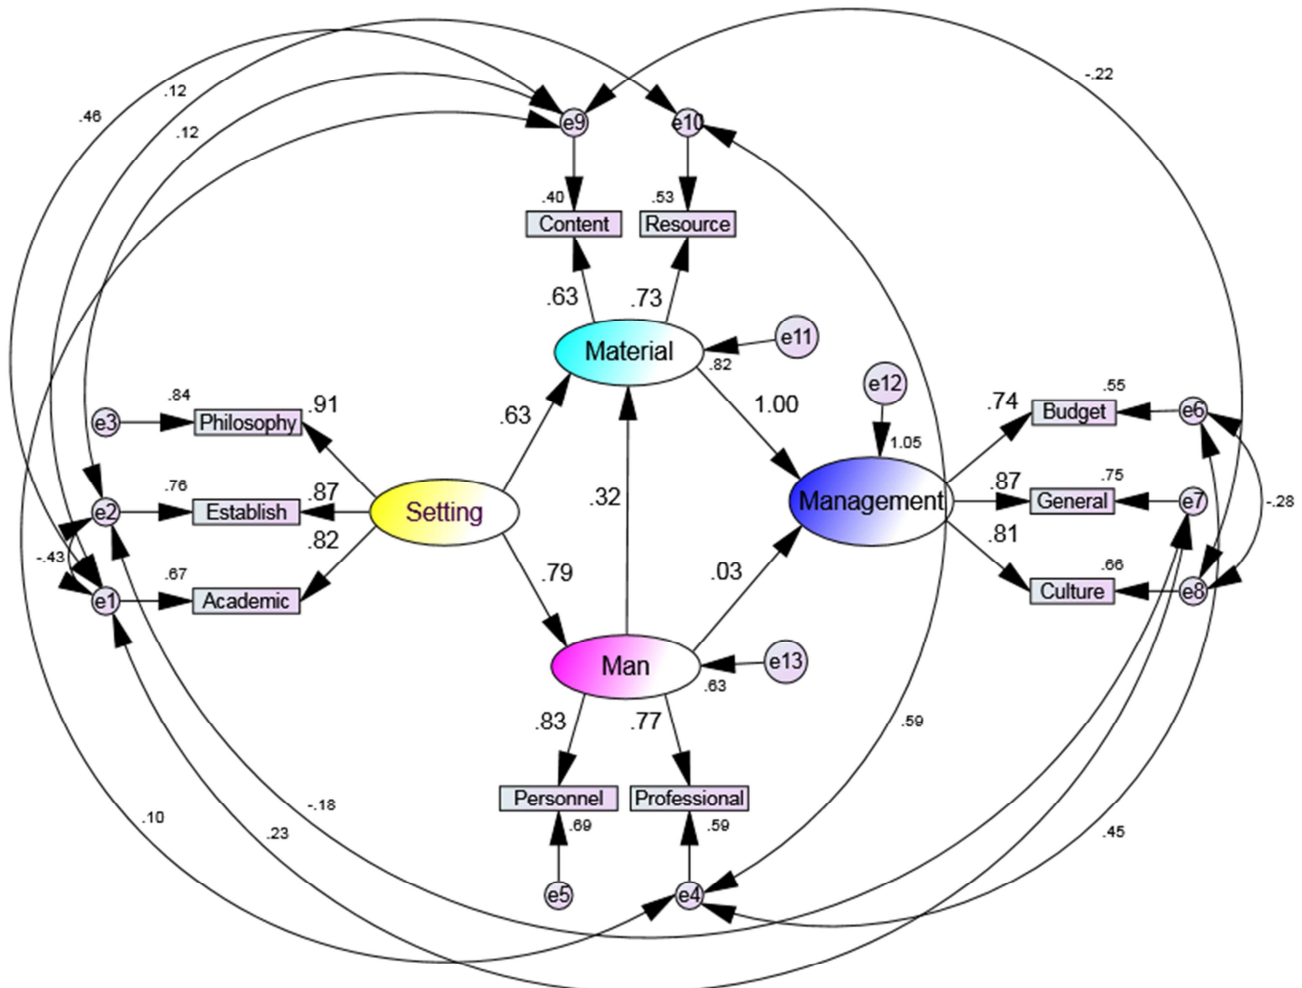 -.22
.12
.46
.12
e9
e10
.40
.53
Content
Resource
.63
.73
e11
Material
.82
e12
1.00
.84
.91
.63
.74
.55
e3
Philosophy
Budget
e6
1.05
.76
.87
.32
.87
.75
e2
Establish
Setting
Management
General
e7
-.28
.82
.81
-.43
.67
.79
.03
.66
e1
Academic
Culture
e8
Man
e13
.63
.83
.77
.59
-.18
Personnel
Professional
.10
.23
.69
.59
.45
e5
e4